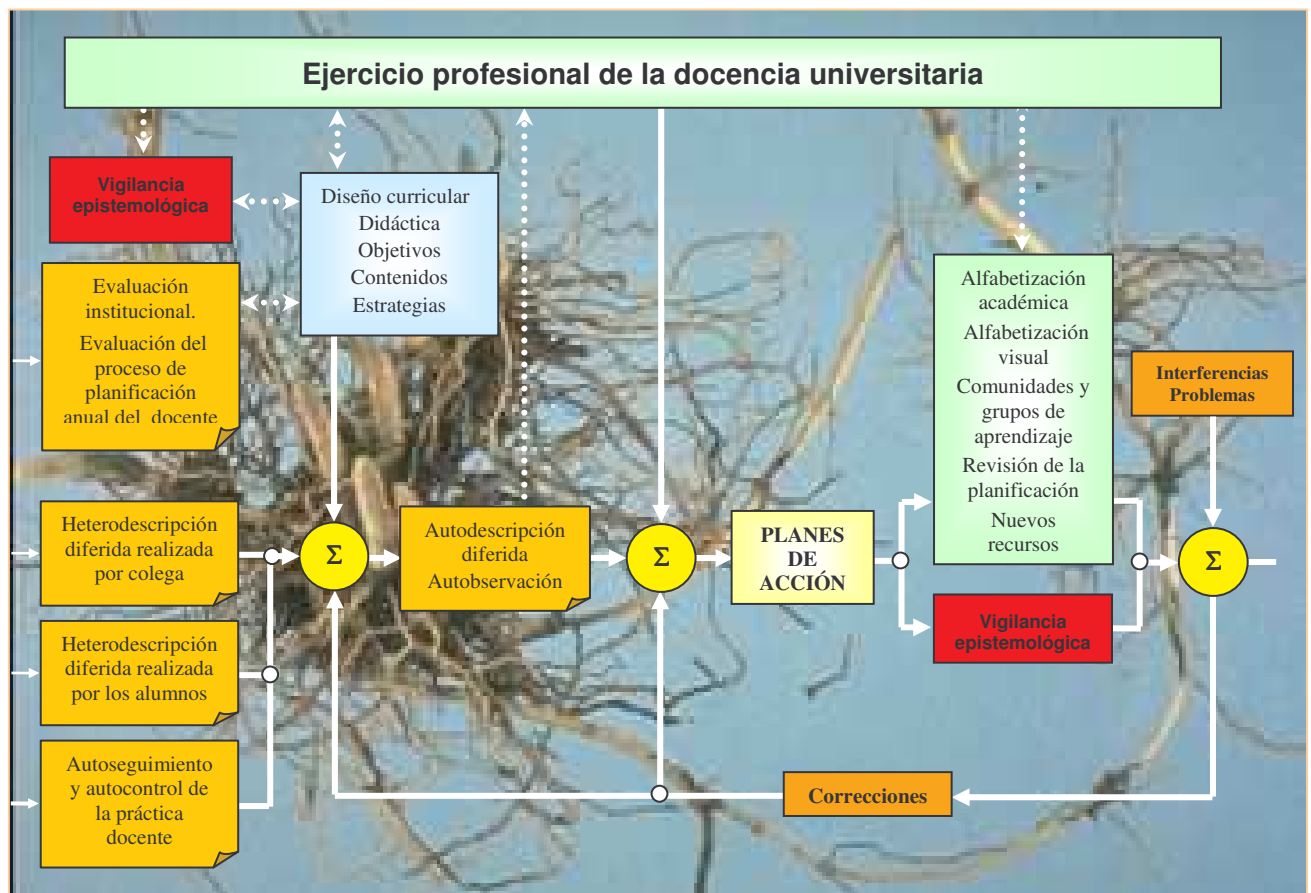 Ejercicio profesional de la docencia universitaria
Vigilancia
epistemológica
Diseño curricular
Didáctica
Objetivos
Contenidos
Estrategias
Evaluación
institucional.
Evaluación del
proceso de
planificación
anual del docente
Heterodescripción
diferida realizada
por colega
Heterodescripción
diferida realizada
por los alumnos
Autoseguimiento
y autocontrol de
la práctica
docente
Σ
Autodescripción
diferida
Autobservación
Σ
PLANES
DE
ACCIÓN
Alfabetización
académica
Alfabetización
visual
Comunidades y
grupos de
aprendizaje
Revisión de la
planificación
Nuevos
recursos
Vigilancia
epistemológica
Interferencias
Problemas
Σ
Correcciones